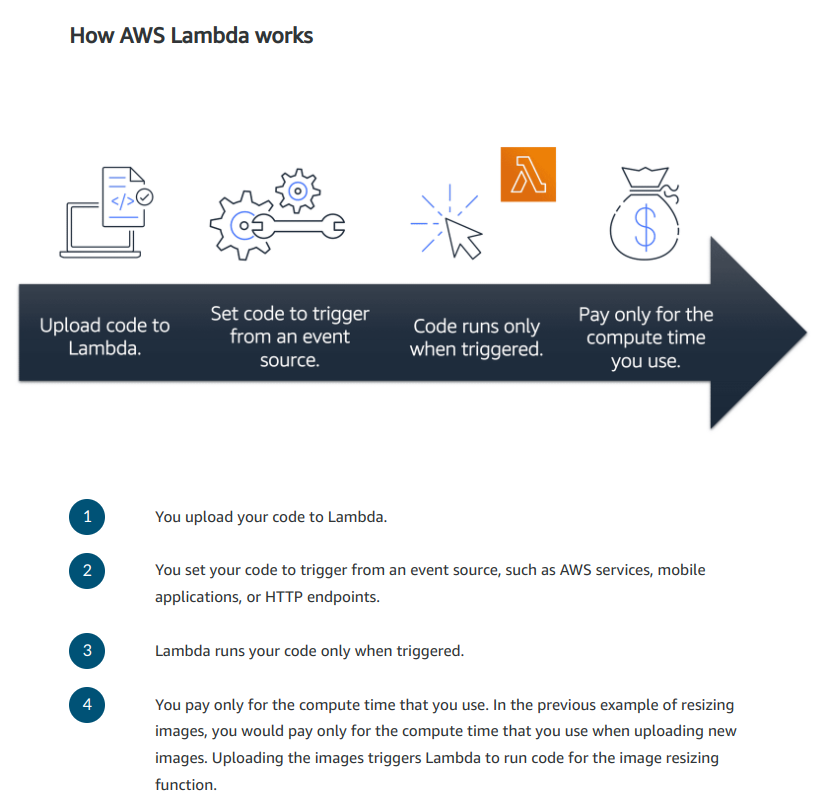 How AWS Lambda works
</>
λ
$
Upload code to
Lambda.
Set code to trigger
from an event
source.
Code runs only
when triggered.
Pay only for the
compute time
you use.
1
You upload your code to Lambda.
2
You set your code to trigger from an event source, such as AWS services, mobile
applications, or HTTP endpoints.
3
Lambda runs your code only when triggered.
4
You pay only for the compute time that you use. In the previous example of resizing
images, you would pay only for the compute time that you use when uploading new
images. Uploading the images triggers Lambda to run code for the image resizing
function.